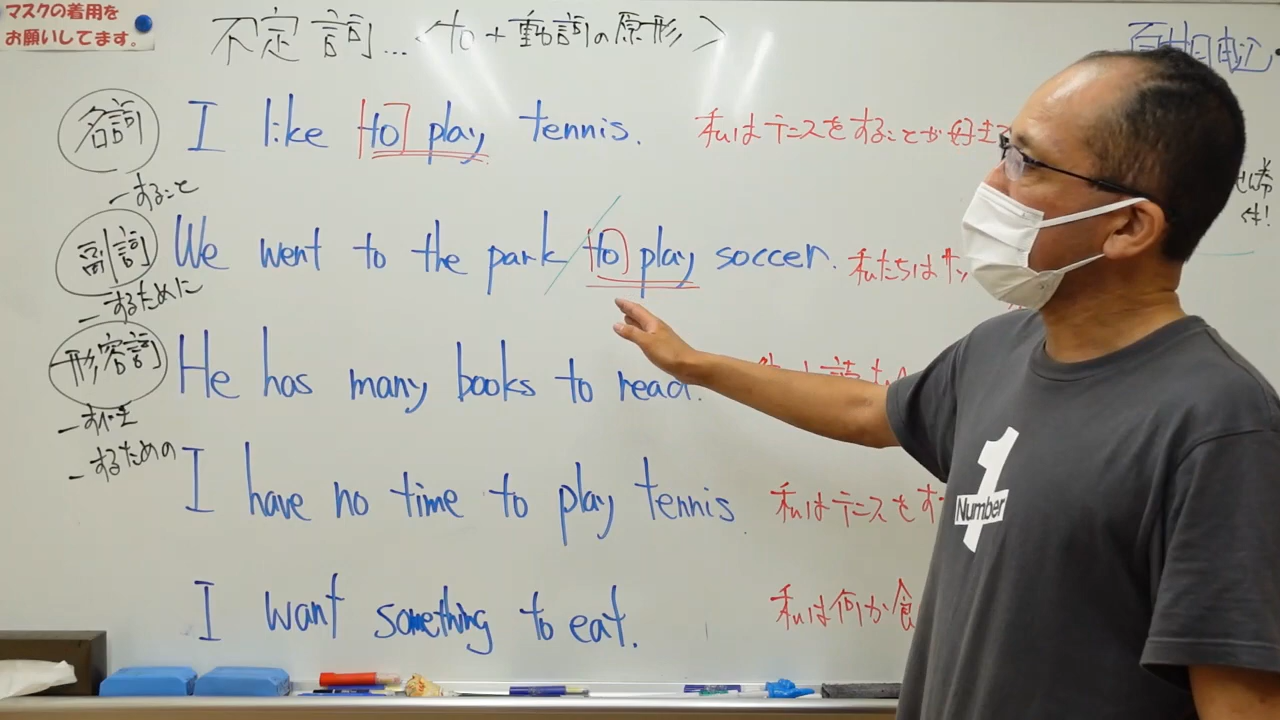 マスクの着用を
お願いしてます。
不定詞…<to+動詞の原形>
名詞
I like to play tennis.
私はテニスをすることが好き
ーすること
副詞
We went to the park / to play soccer.
私たちは
ーするために
形容詞
He has many books to read.
ーすべき
ーするための
I have no time to play tennis
私はテニスをす
I want something to eat.
私は何か食
1
Number